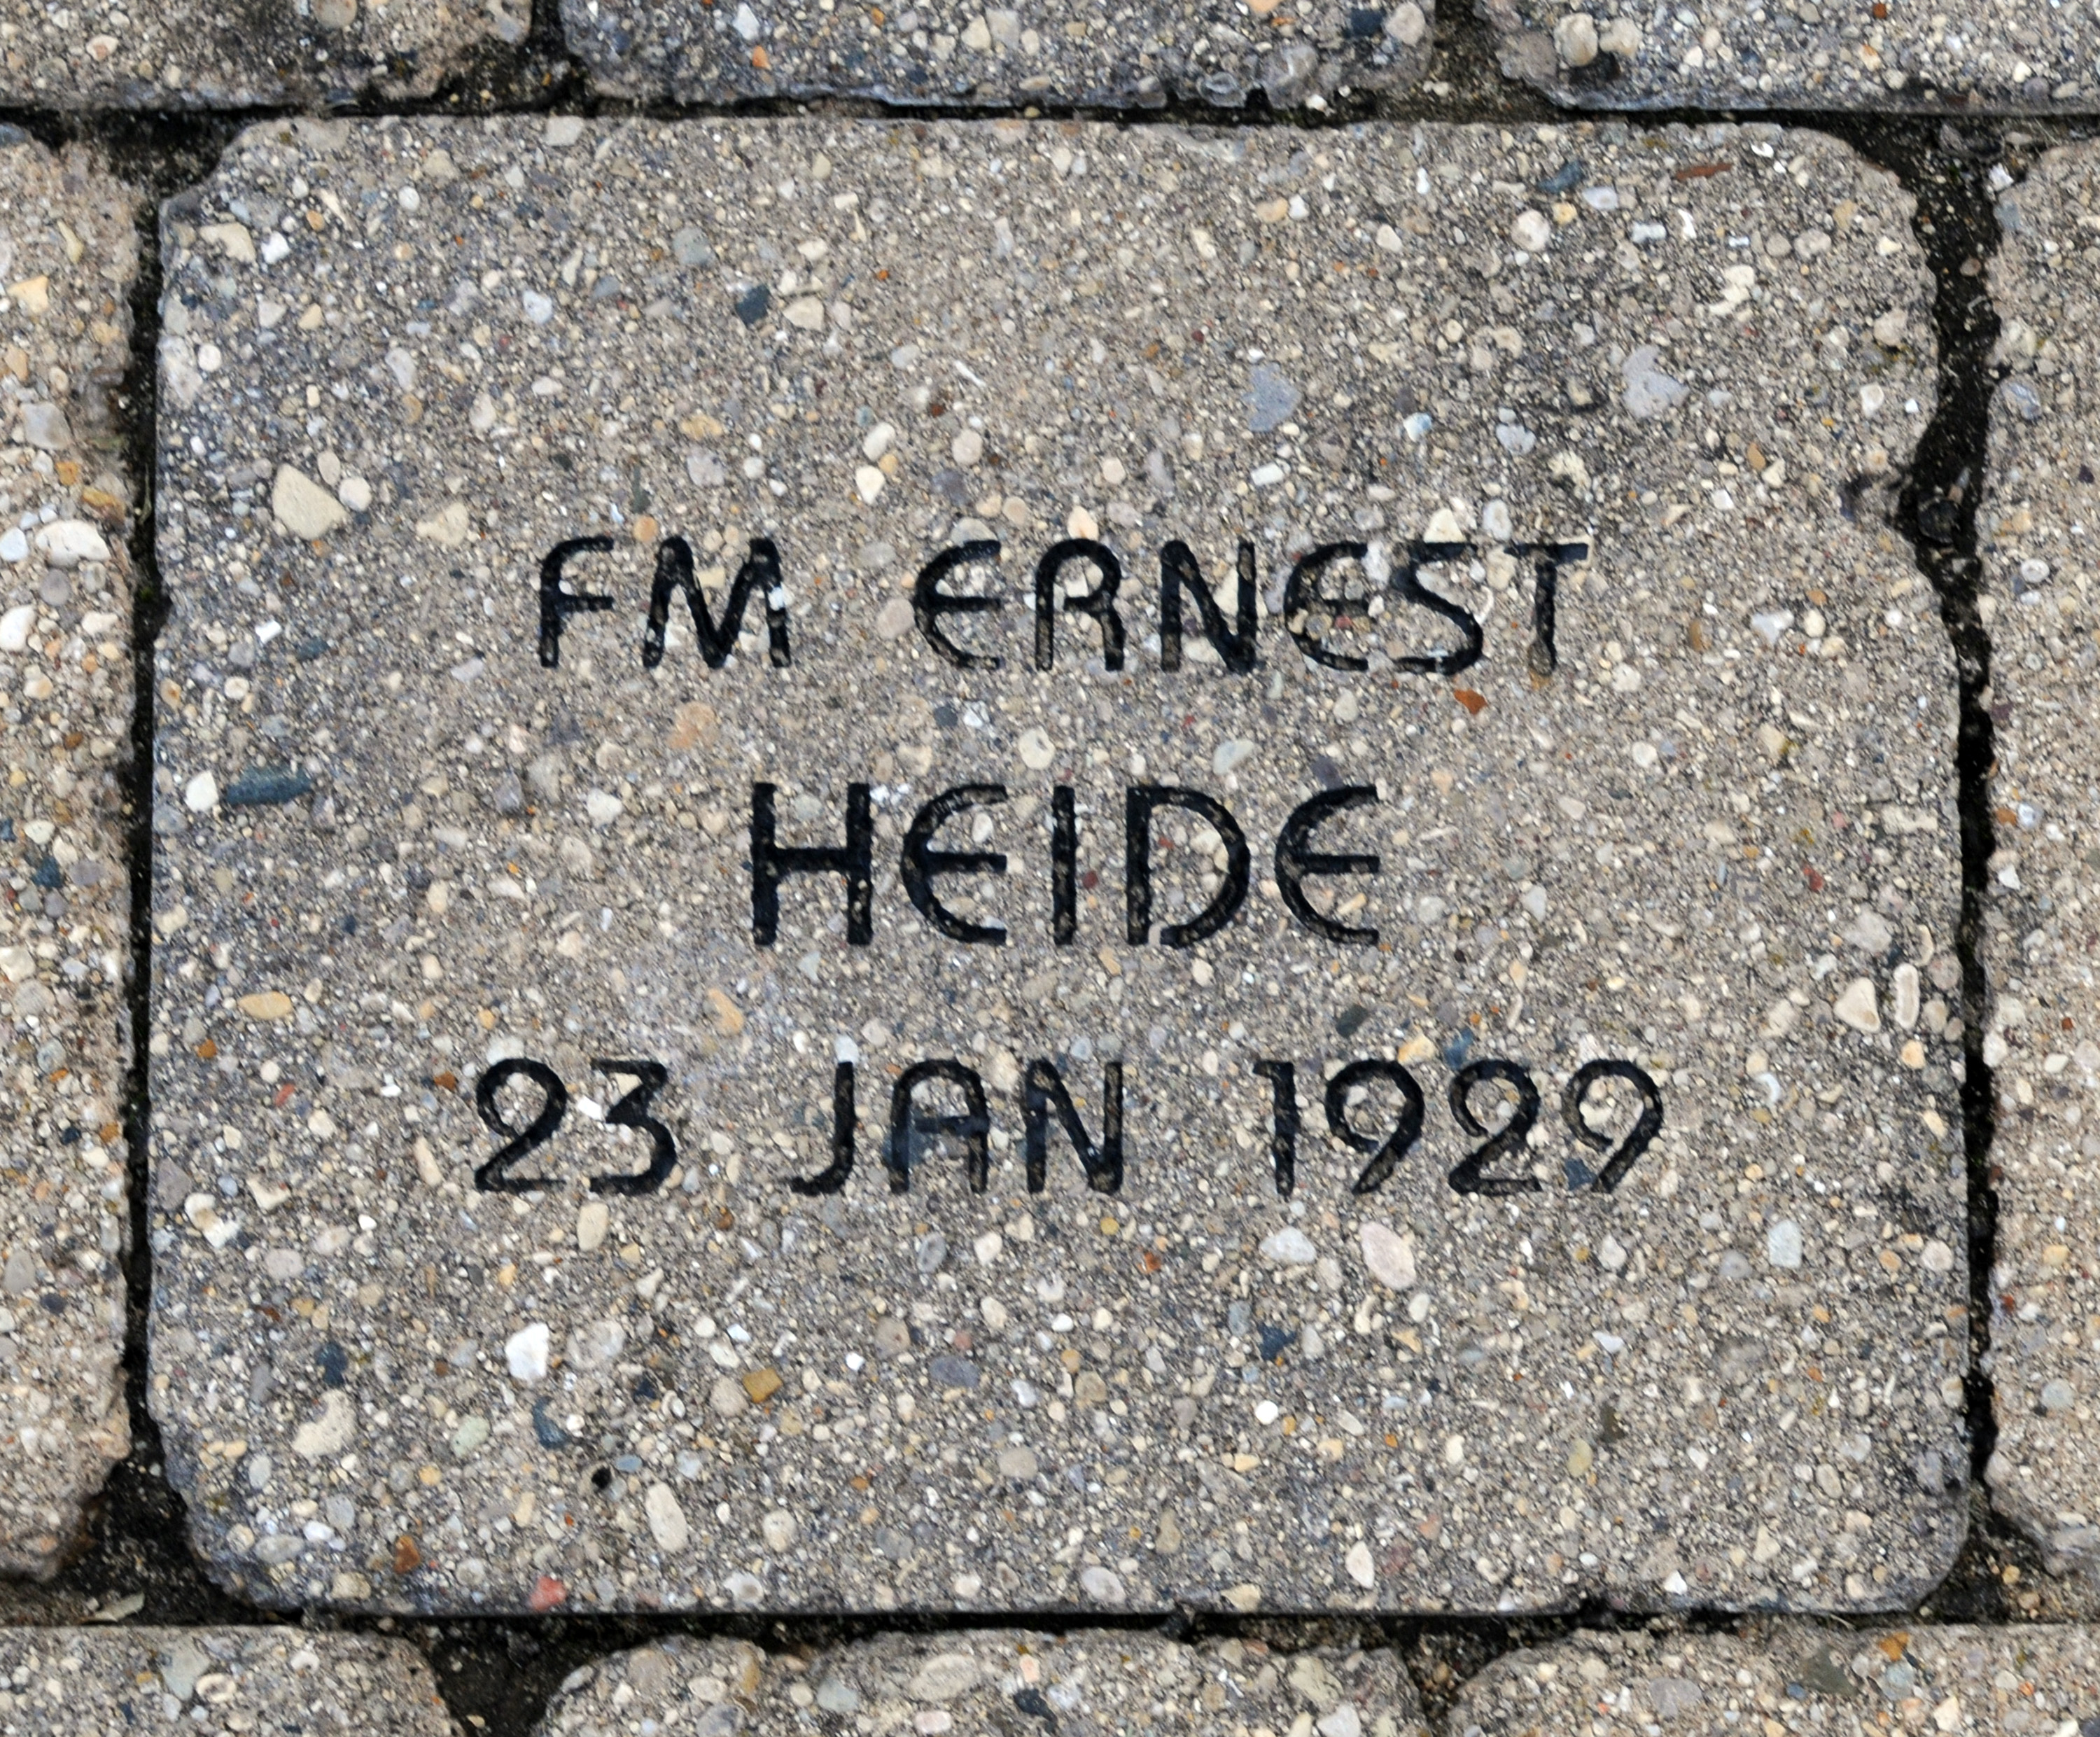 FM ERNEST
HEIDE
23 JAN 1929